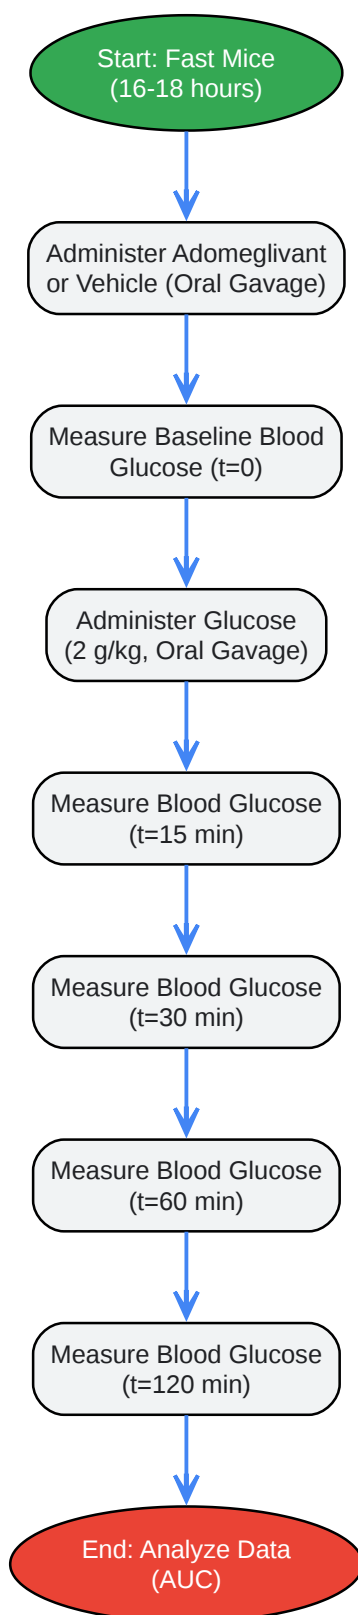 Start: Fast Mice
(16-18 hours)
Administer Adomeglivant
or Vehicle (Oral Gavage)
Measure Baseline Blood
Glucose (t=0)
Administer Glucose
(2 g/kg, Oral Gavage)
Measure Blood Glucose
(t=15 min)
Measure Blood Glucose
(t=30 min)
Measure Blood Glucose
(t=60 min)
Measure Blood Glucose
(t=120 min)
End: Analyze Data
(AUC)